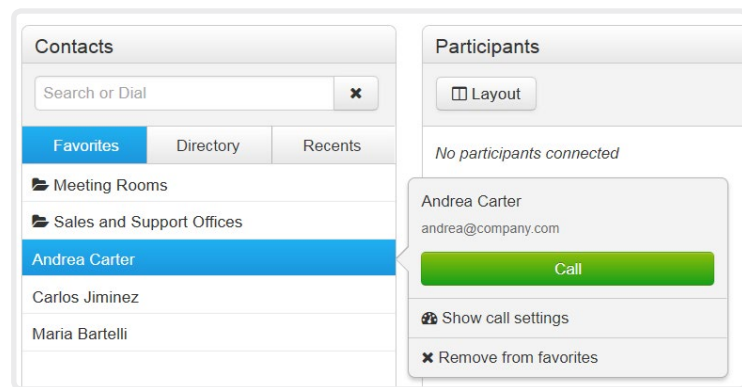 Contacts
Search or Dial
Favorites Directory Recents
Meeting Rooms
Sales and Support Offices
Andrea Carter
Carlos Jiminez
Maria Bartelli
Participants
Layout
No participants connected
Andrea Carter
andrea@company.com
Call
Show call settings
Remove from favorites